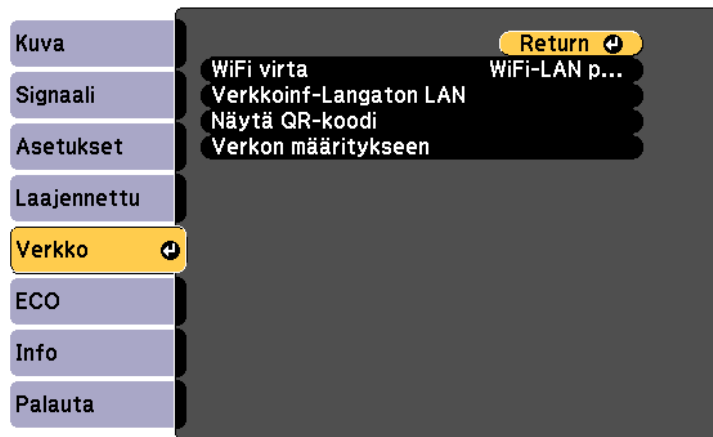 Kuva
Signaali
Asetukset
Laajennettu
Verkko
ECO
Info
Palauta
Return
WiFi virta WiFi-LAN p...
Verkkoinf-Langaton LAN
Näytä QR-koodi
Verkon määritykseen